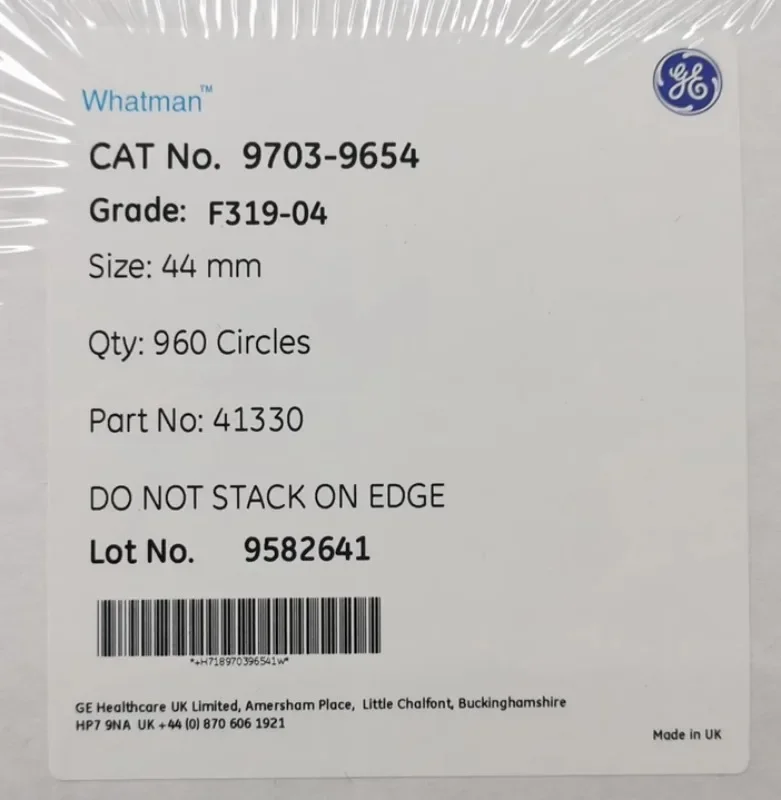 Whatman™
GE
CAT No. 9703-9654
Grade: F319-04
Size: 44 mm
Qty: 960 Circles
Part No: 41330
DO NOT STACK ON EDGE
Lot No. 9582641
*+H718970396541W*
GE Healthcare UK Limited, Amersham Place, Little Chalfont, Buckinghamshire
HP7 9NA UK +44 (0) 870 606 1921
Made in UK